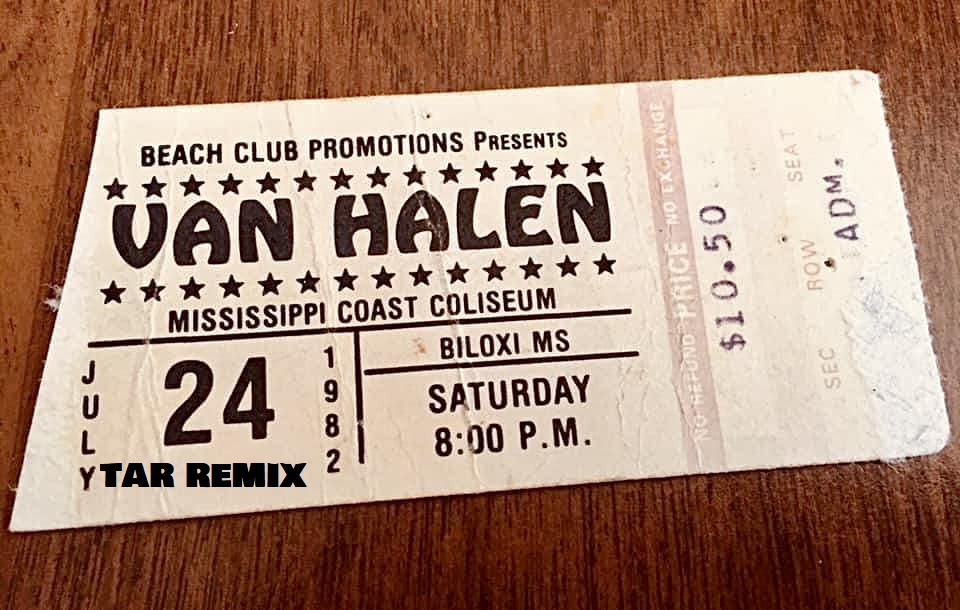 BEACH CLUB PROMOTIONS PRESENTS
★ ★ ★ ★ ★ ★ ★ ★ ★ ★ ★ ★ ★ ★
VAN HALEN
★ ★ ★ ★ ★ ★ ★ ★ ★ ★ ★ ★ ★ ★
MISSISSIPPI COAST COLISEUM
JULY
24
1982
BILOXI MS
SATURDAY
8:00 P.M.
TAR REMIX
NO REFUND PRICE NO EXCHANGE
$10.50
SEC ROW SEAT
ADM.